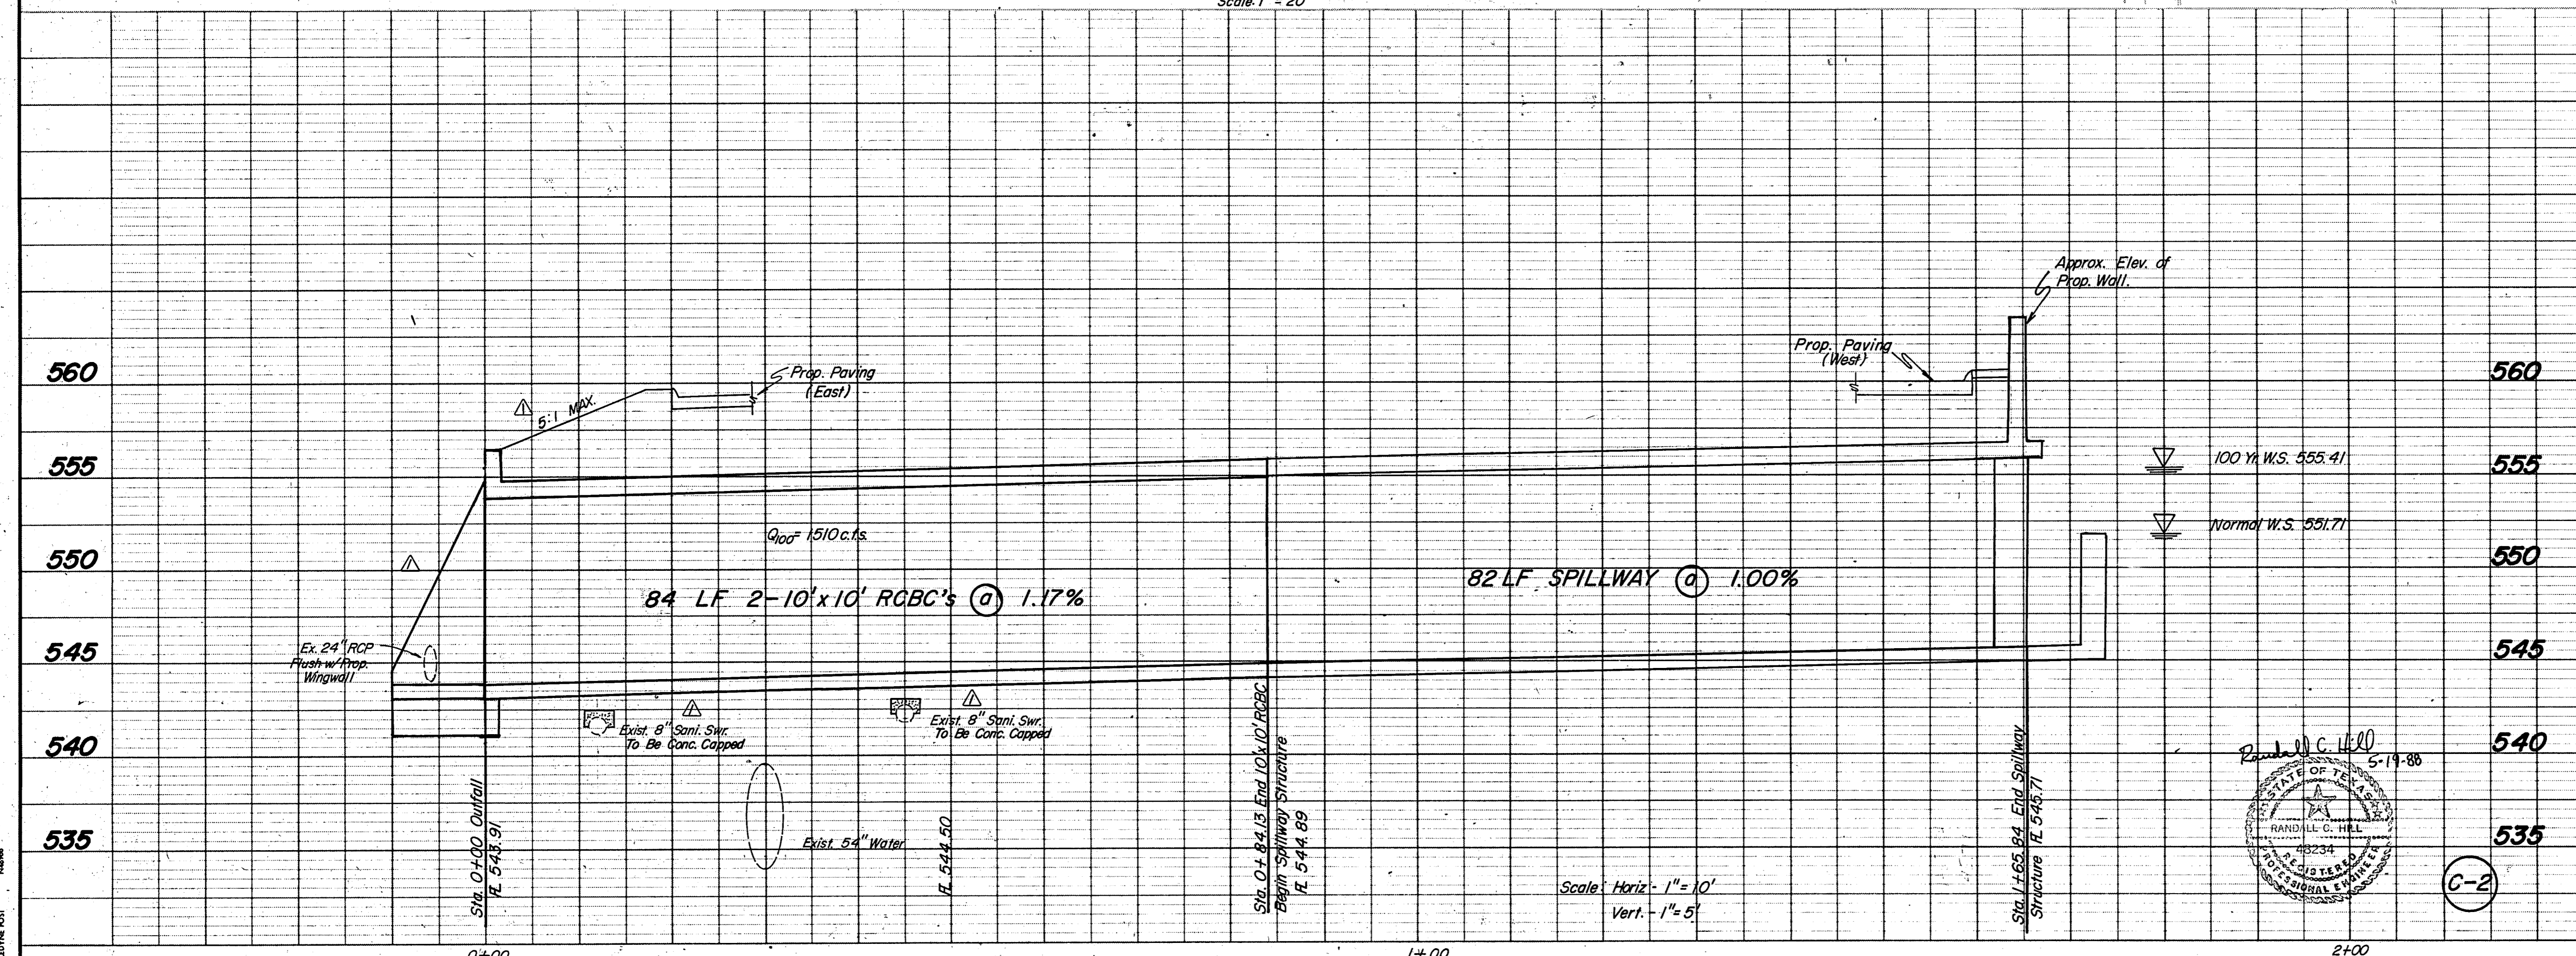 Scale: 1" = 20'
Approx. Elev. of
Prop. Wall.
Prop. Paving
(West)
560
Prop. Paving
(East)
560
5:1 MAX.
1
555
100 Yr. W.S. 555.41
555
Q100= 1510 c.f.s.
Normal W.S. 551.71
550
1
84 LF 2-10'x10' RCBC's @ 1.17%
82 LF SPILLWAY @ 1.00%
550
Ex. 24" RCP
Flush w/Prop.
Wingwall
545
545
1
Exist. 8" Sani. Swr.
To Be Conc. Capped
1
Exist. 8" Sani. Swr.
To Be Conc. Capped
540
540
Exist. 54" Water
535
535
Sta. 0+00 Outfall
FL 543.91
FL 544.50
Sta. 0+84.13 End 10'x10' RCBC
Begin Spillway Structure
FL 544.89
Sta. 1+65.84 End Spillway
Structure FL 545.71
Scale: Horiz - 1"=10'
Vert. - 1"=5'
Randall C. Hill
5-19-88
STATE OF TEXAS
RANDALL C. HILL
48234
REGISTERED
PROFESSIONAL ENGINEER
C-2
0+00
1+00
2+00